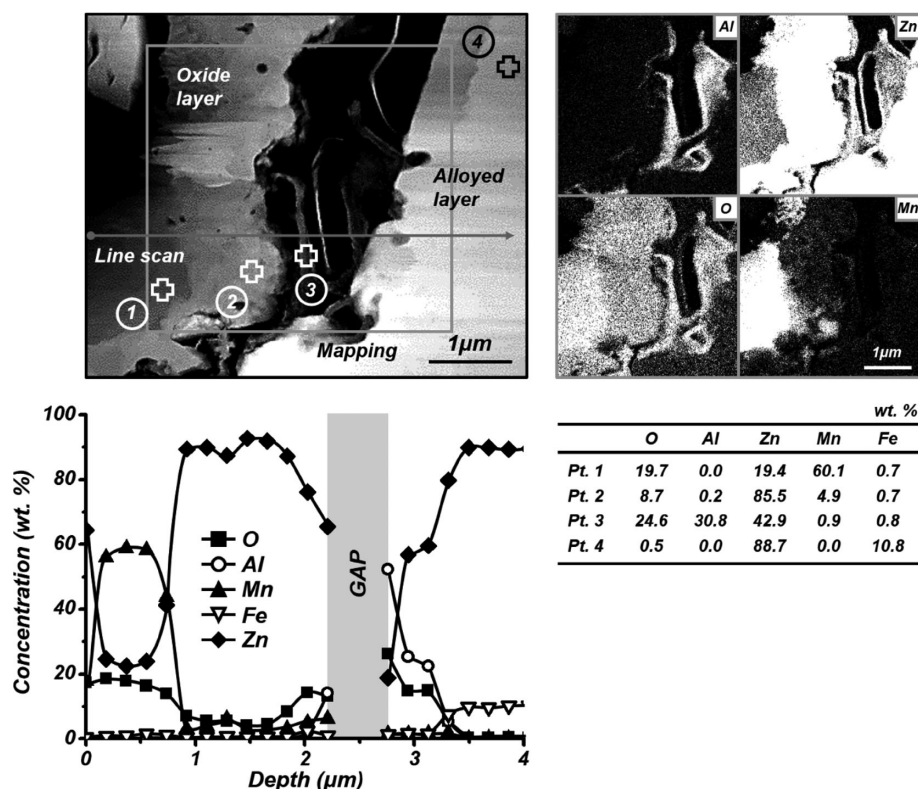 Oxide layer
4
Alloyed layer
Line scan
1
2
3
Mapping
1μm
Al
Zn
O
Mn
1μm
Concentration (wt. %)
100
80
60
40
20
0
O
Al
Mn
Fe
Zn
GAP
0 1 2 3 4
Depth (μm)
wt. %
O Al Zn Mn Fe
Pt. 1 19.7 0.0 19.4 60.1 0.7
Pt. 2 8.7 0.2 85.5 4.9 0.7
Pt. 3 24.6 30.8 42.9 0.9 0.8
Pt. 4 0.5 0.0 88.7 0.0 10.8